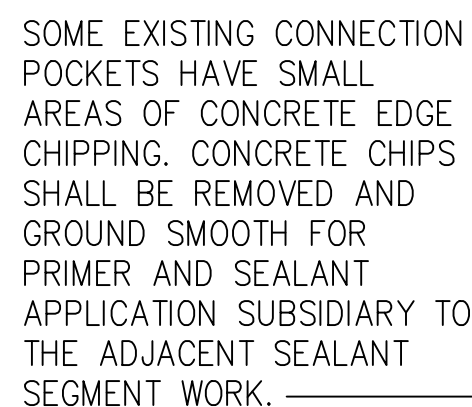 SOME EXISTING CONNECTION
POCKETS HAVE SMALL
AREAS OF CONCRETE EDGE
CHIPPING. CONCRETE CHIPS
SHALL BE REMOVED AND
GROUND SMOOTH FOR
PRIMER AND SEALANT
APPLICATION SUBSIDIARY TO
THE ADJACENT SEALANT
SEGMENT WORK.